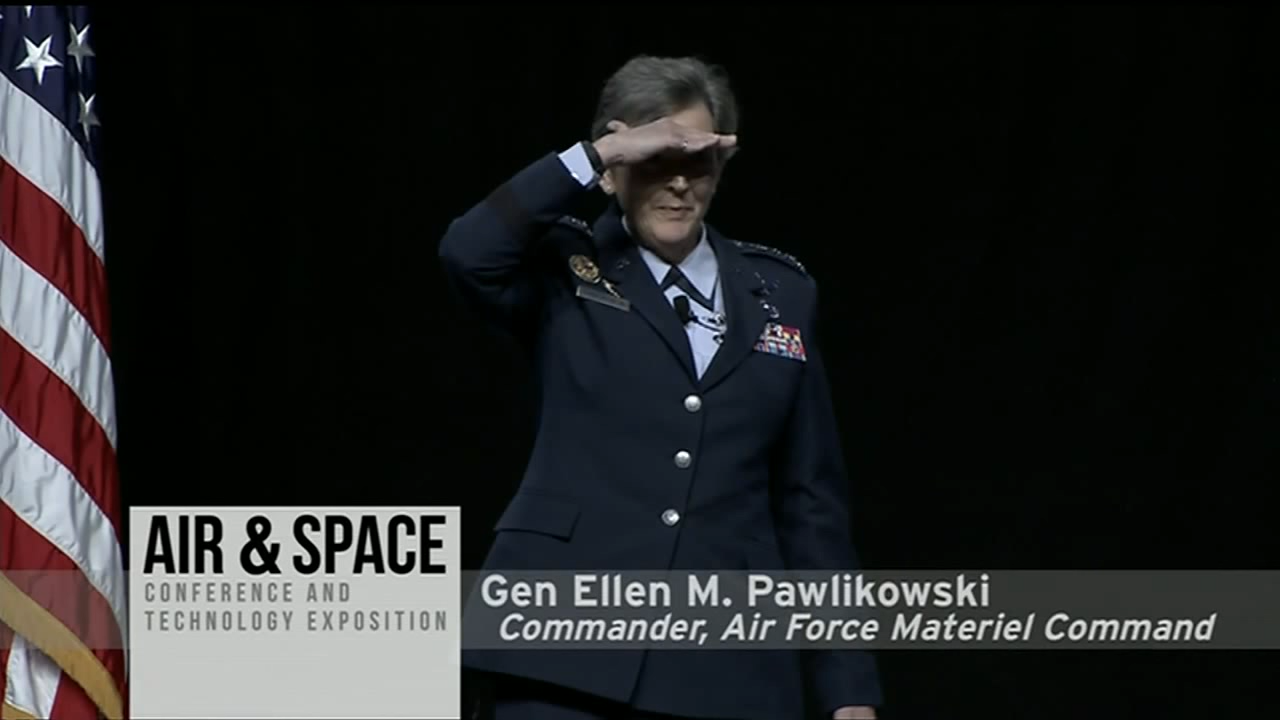 AIR & SPACE
CONFERENCE AND
TECHNOLOGY EXPOSITION
Gen Ellen M. Pawlikowski
Commander, Air Force Materiel Command